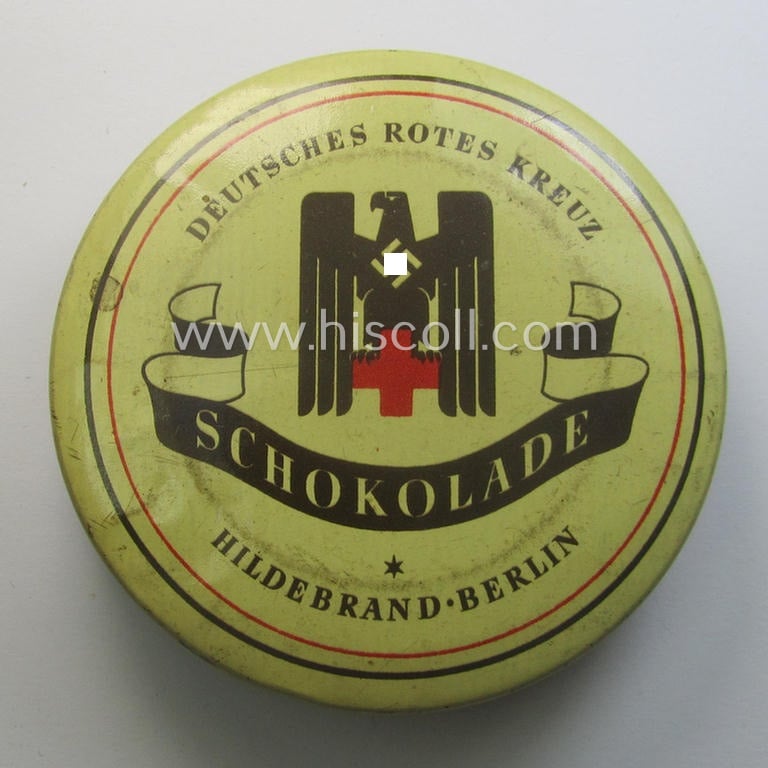 DEUTSCHES ROTES KREUZ
www.hiscoll.com
SCHOKOLADE
HILDEBRAND·BERLIN